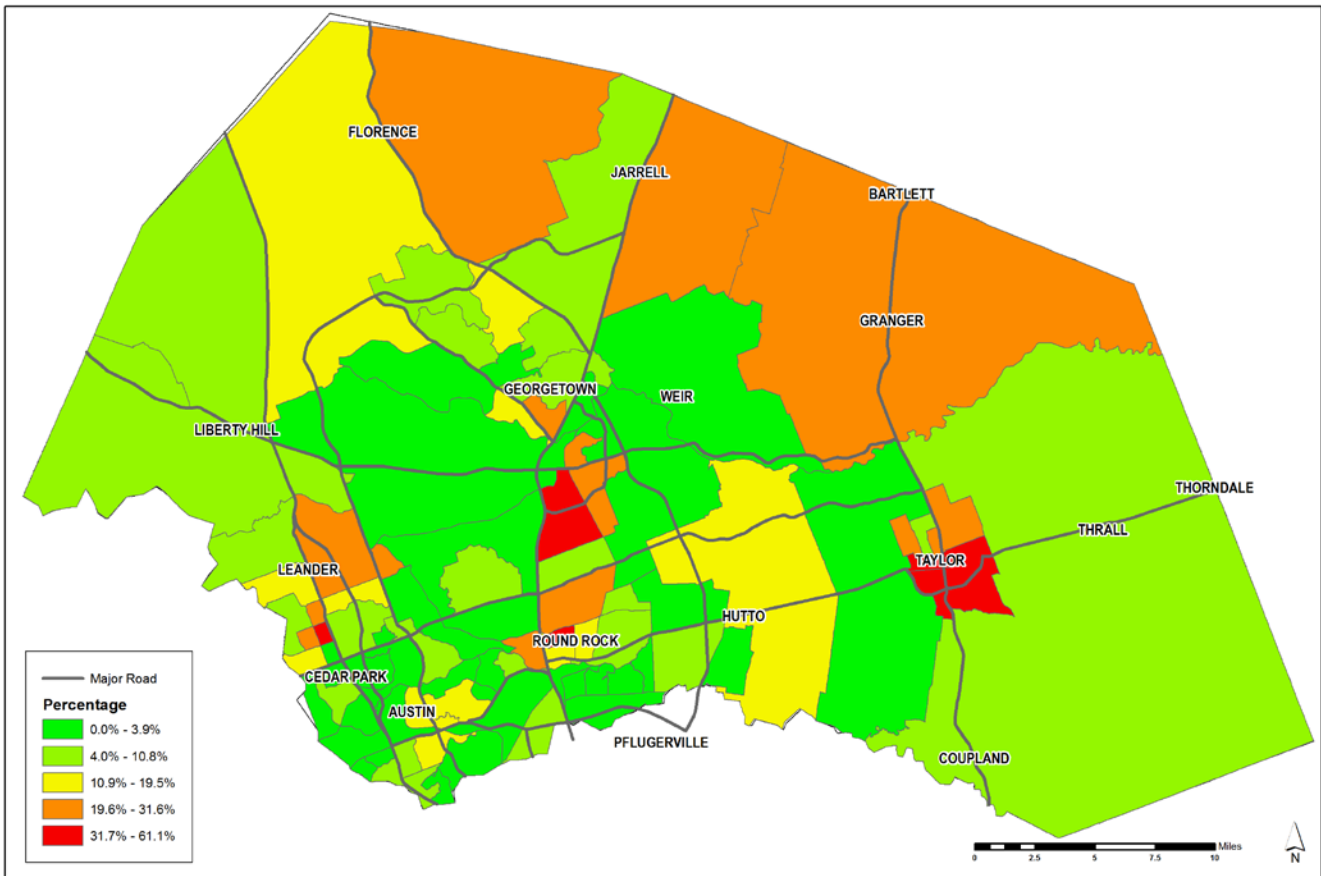 FLORENCE
JARRELL
BARTLETT
GRANGER
GEORGETOWN
WEIR
LIBERTY HILL
THORNDALE
THRALL
TAYLOR
LEANDER
HUTTO
ROUND ROCK
CEDAR PARK
AUSTIN
PFLUGERVILLE
COUPLAND
Major Road
Percentage
0.0% - 3.9%
4.0% - 10.8%
10.9% - 19.5%
19.6% - 31.6%
31.7% - 61.1%
Miles
0 2.5 5 7.5 10
N